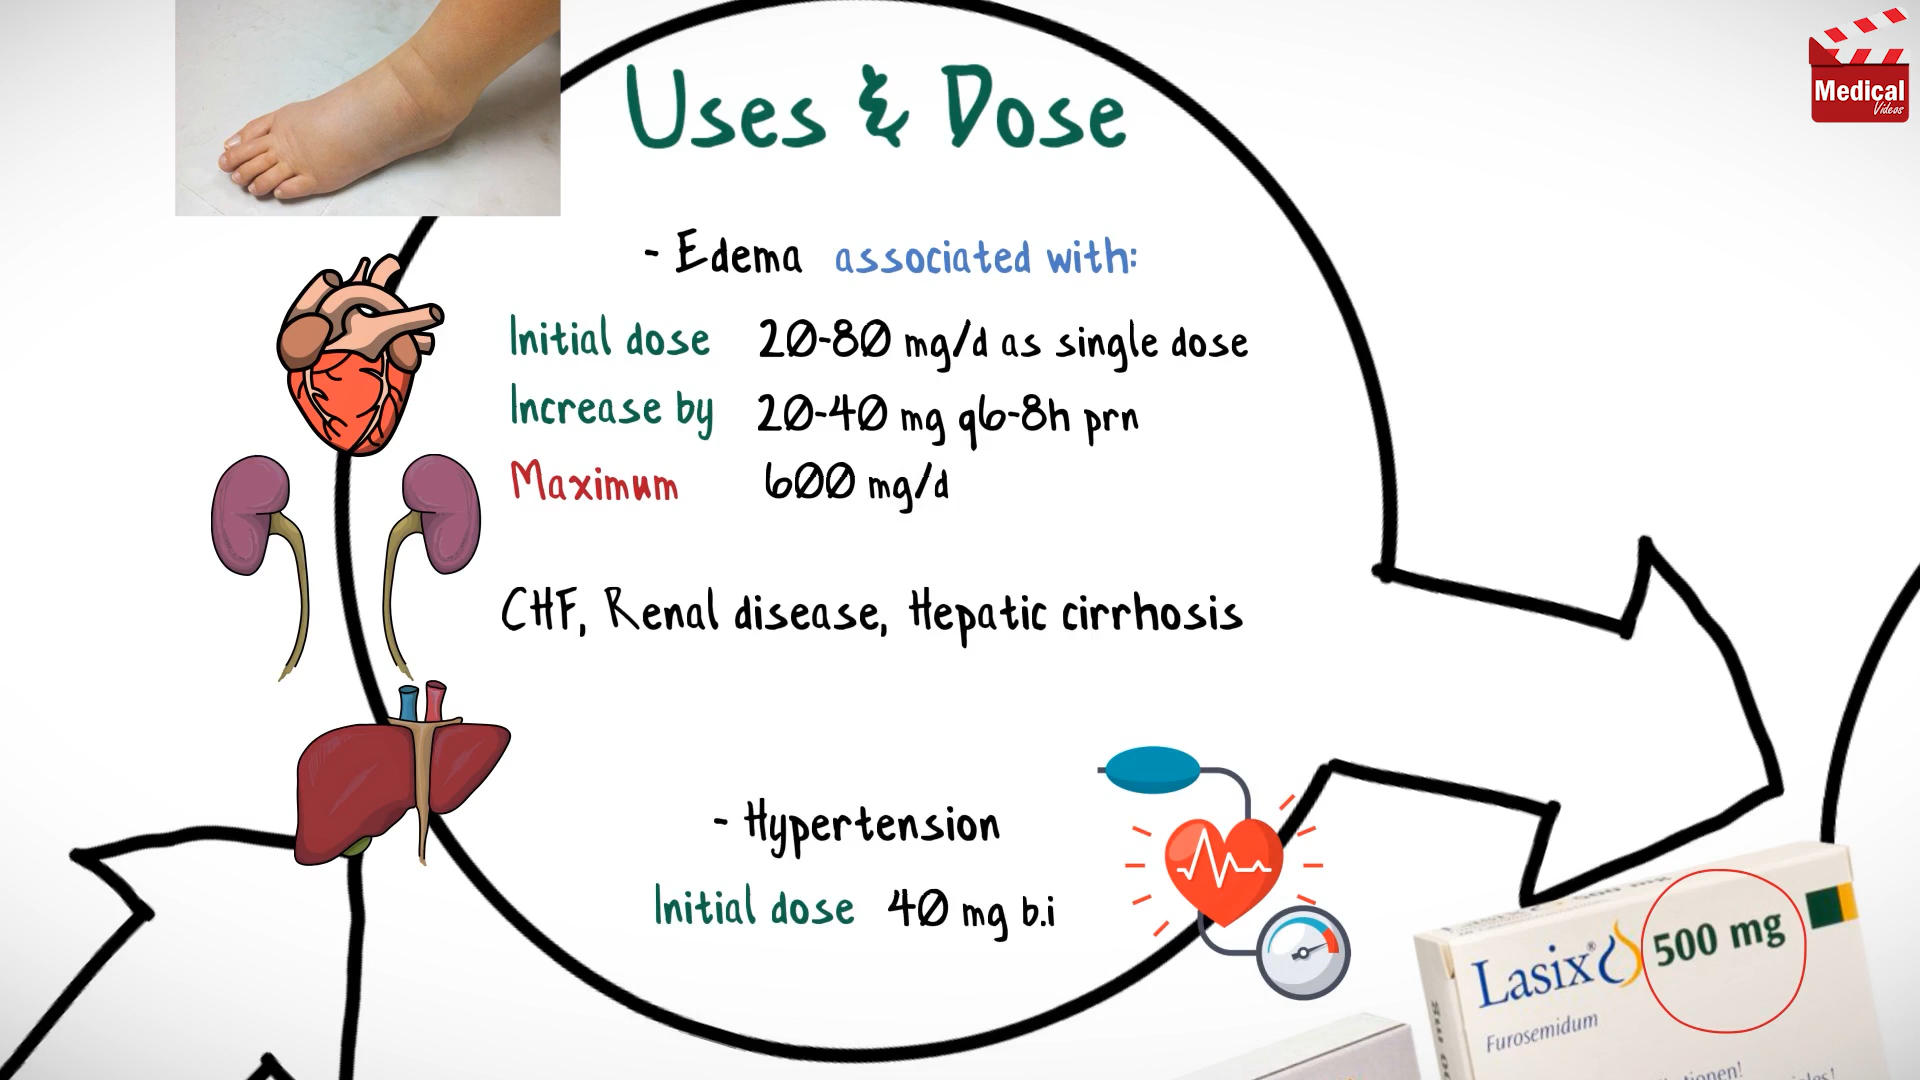 Medical
Videos
Uses & Dose
- Edema associated with:
Initial dose 20-80 mg/d as single dose
Increase by 20-40 mg q6-8h prn
Maximum 600 mg/d
CHF, Renal disease, Hepatic cirrhosis
- Hypertension
Initial dose 40 mg b.i
Lasix® 500 mg
Furosemidum